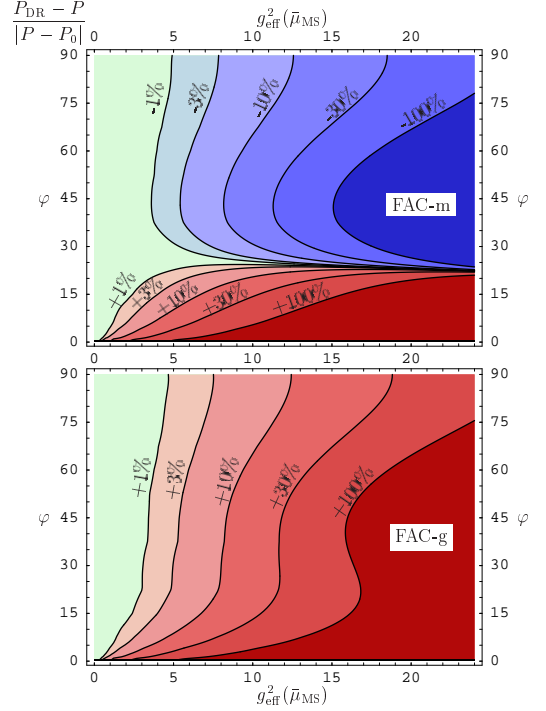 P_DR − P
|P − P_0|
g²_eff(μ̄_MS)
0 5 10 15 20
90 90
75 75
60 60
φ 45 45 φ
30 30
15 15
0 0
-1% -3% -10% -30% -100%
FAC-m
+1% +3% +10% +30% +100%
0 5 10 15 20
90 90
75 75
60 60
φ 45 45 φ
30 30
15 15
0 0
+1% +3% +10% +30% +100%
FAC-g
0 5 10 15 20
g²_eff(μ̄_MS)